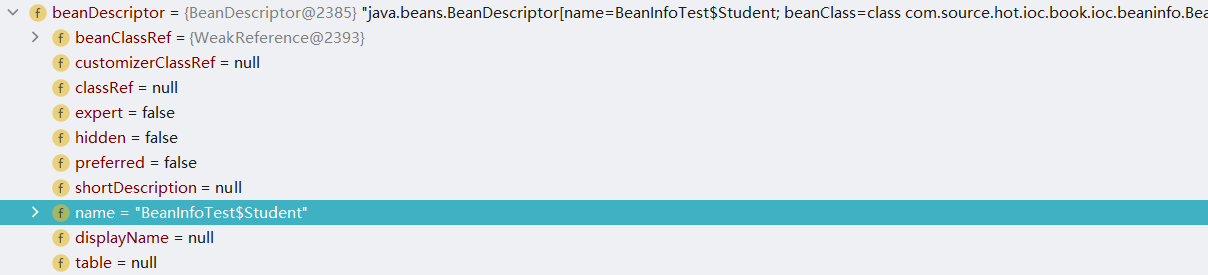 f beanDescriptor = {BeanDescriptor@2385} "java.beans.BeanDescriptor[name=BeanInfoTest$Student; beanClass=class com.source.hot.ioc.book.ioc.beaninfo.Bea
f beanClassRef = {WeakReference@2393}
f customizerClassRef = null
f classRef = null
f expert = false
f hidden = false
f preferred = false
f shortDescription = null
f name = "BeanInfoTest$Student"
f displayName = null
f table = null